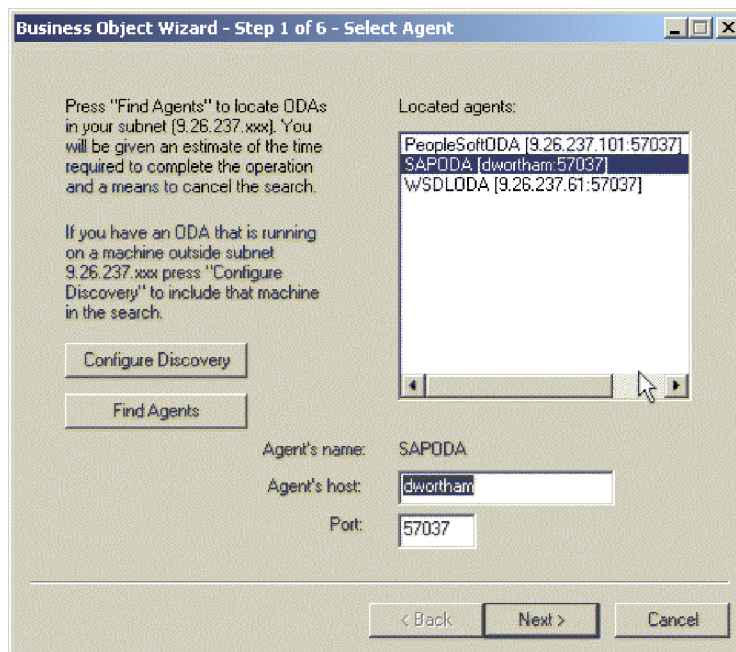 Business Object Wizard - Step 1 of 6 - Select Agent
Press "Find Agents" to locate ODAs
in your subnet (9.26.237.xxx). You
will be given an estimate of the time
required to complete the operation
and a means to cancel the search.
If you have an ODA that is running
on a machine outside subnet
9.26.237.xxx press "Configure
Discovery" to include that machine
in the search.
Configure Discovery
Find Agents
Located agents:
PeopleSoftODA [9.26.237.101:57037]
SAPODA [dwortham:57037]
WSDLODA [9.26.237.61:57037]
Agent's name: SAPODA
Agent's host: dwortham
Port: 57037
< Back
Next >
Cancel